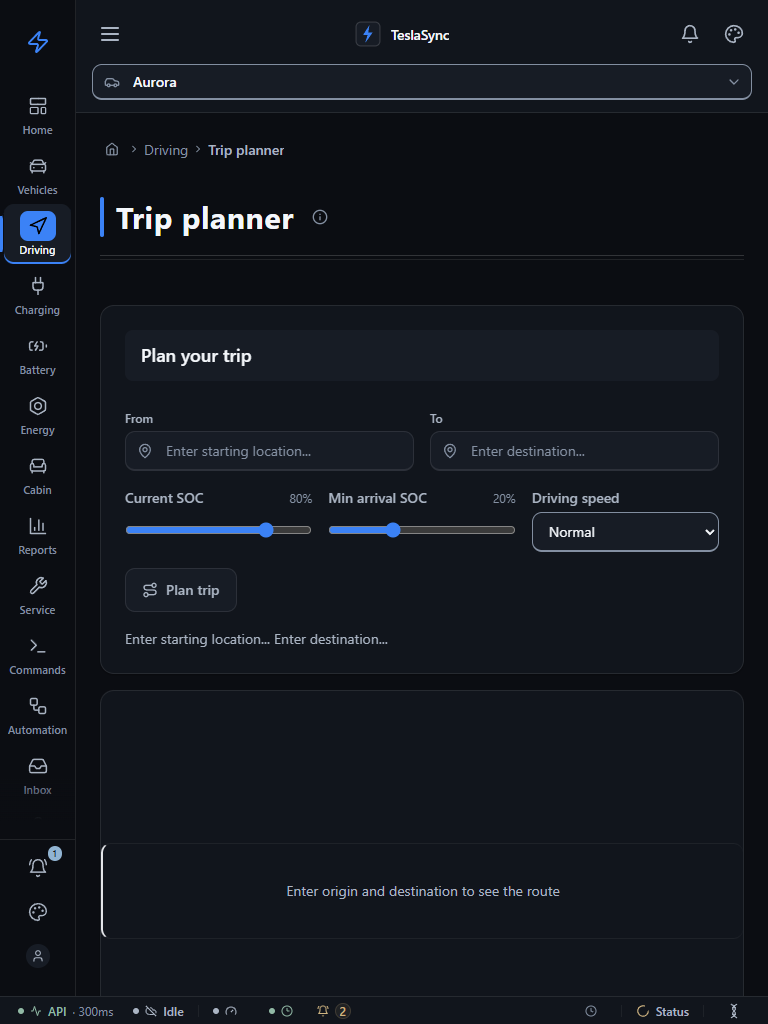 TeslaSync
Aurora
Home
Vehicles
Driving
Charging
Battery
Energy
Cabin
Reports
Service
Commands
Automation
Inbox
1
Driving > Trip planner
Trip planner
Plan your trip
From To
Enter starting location... Enter destination...
Current SOC 80% Min arrival SOC 20% Driving speed
Normal
Plan trip
Enter starting location... Enter destination...
Enter origin and destination to see the route
API · 300ms Idle 2 Status